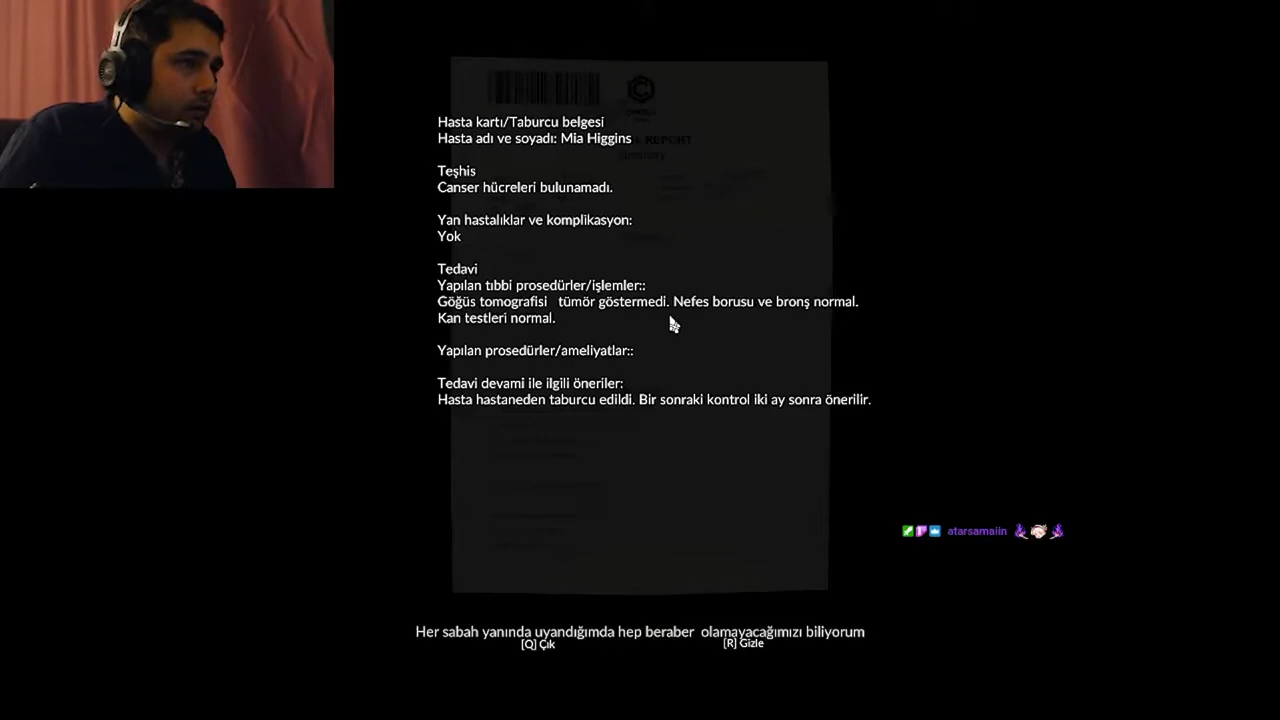 REPORT
Hasta kartı/Taburcu belgesi
Hasta adı ve soyadı: Mia Higgins
Teşhis
Canser hücreleri bulunamadı.
Yan hastalıklar ve komplikasyon:
Yok
Tedavi
Yapılan tıbbi prosedürler/işlemler::
Göğüs tomografisi tümör göstermedi. Nefes borusu ve bronş normal.
Kan testleri normal.
Yapılan prosedürler/ameliyatlar::
Tedavi devami ile ilgili öneriler:
Hasta hastaneden taburcu edildi. Bir sonraki kontrol iki ay sonra önerilir.
atarsamaiin
Her sabah yanında uyandığımda hep beraber olamayacağımızı biliyorum
[Q] Çık
[R] Gizle